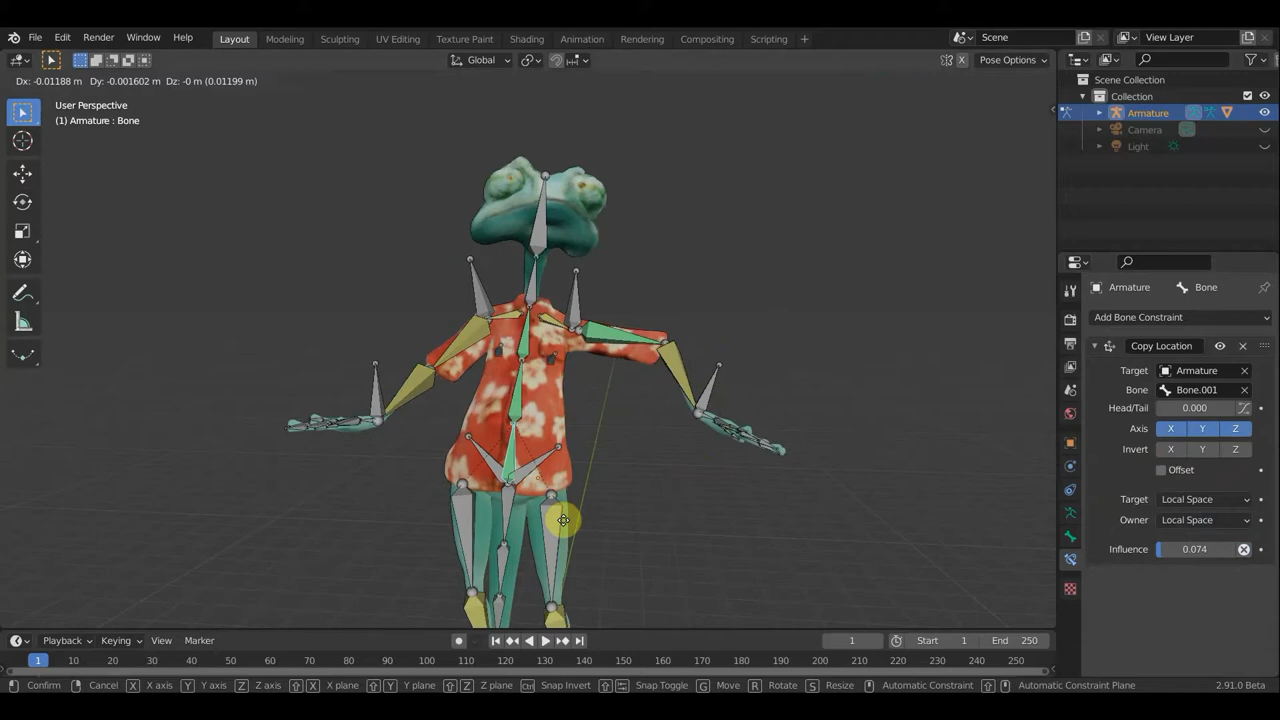 File Edit Render Window Help Layout Modeling Sculpting UV Editing Texture Paint Shading Animation Rendering Compositing Scripting + Scene View Layer
Global X Pose Options
Dx: -0.01188 m Dy: -0.001602 m Dz: -0 m (0.01199 m)
User Perspective
(1) Armature : Bone
Scene Collection
Collection
Armature
Camera
Light
Armature Bone
Add Bone Constraint
Copy Location
Target Armature
Bone Bone.001
Head/Tail 0.000
Axis X Y Z
Invert X Y Z
Offset
Target Local Space
Owner Local Space
Influence 0.074
Playback Keying View Marker 1 Start 1 End 250
1 10 20 30 40 50 60 70 80 90 100 110 120 130 140 150 160 170 180 190 200 210 220 230 240 250
Confirm Cancel X X axis Y Y axis Z Z axis X X plane Y Y plane Z Z plane Ctrl Snap Invert Snap Toggle G Move R Rotate S Resize Automatic Constraint Automatic Constraint Plane 2.91.0 Beta